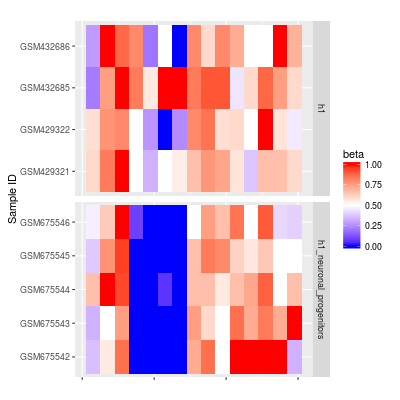 Sample ID
GSM432686
GSM432685
GSM429322
GSM429321
h1
GSM675546
GSM675545
GSM675544
GSM675543
GSM675542
h1_neuronal_progenitors
beta
1.00
0.75
0.50
0.25
0.00